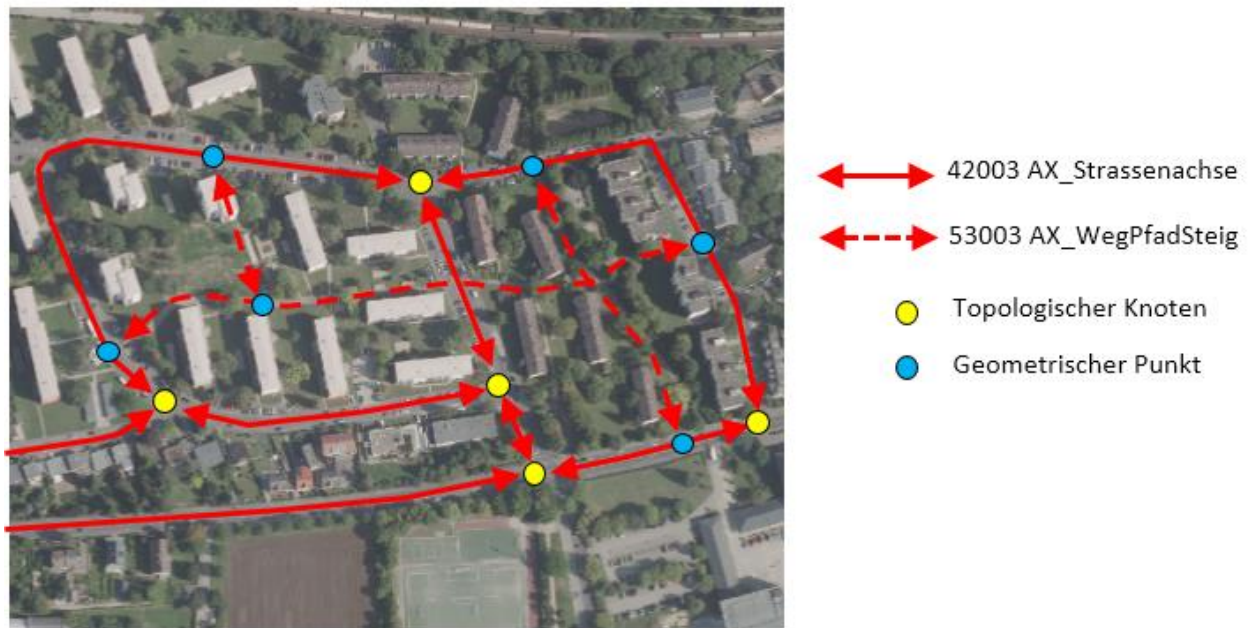 42003 AX_Strassenachse
53003 AX_WegPfadSteig
Topologischer Knoten
Geometrischer Punkt